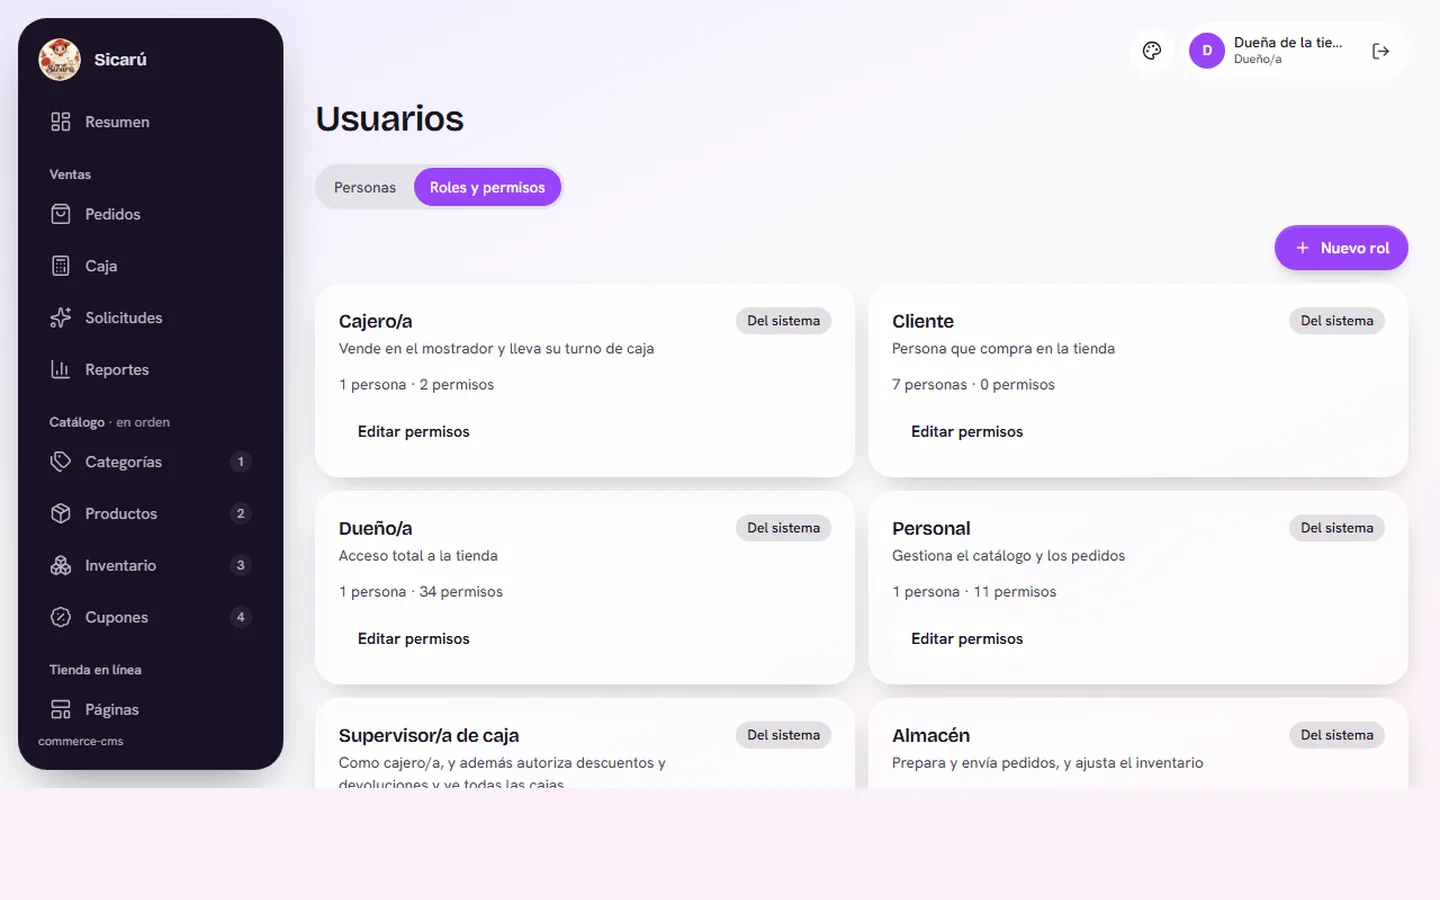 Sicarú
Resumen
Ventas
Pedidos
Caja
Solicitudes
Reportes
Catálogo · en orden
Categorías 1
Productos 2
Inventario 3
Cupones 4
Tienda en línea
Páginas
commerce-cms
D
Dueña de la tie...
Dueño/a
Usuarios
Personas
Roles y permisos
+ Nuevo rol
Cajero/a
Del sistema
Vende en el mostrador y lleva su turno de caja
1 persona · 2 permisos
Editar permisos
Cliente
Del sistema
Persona que compra en la tienda
7 personas · 0 permisos
Editar permisos
Dueño/a
Del sistema
Acceso total a la tienda
1 persona · 34 permisos
Editar permisos
Personal
Del sistema
Gestiona el catálogo y los pedidos
1 persona · 11 permisos
Editar permisos
Supervisor/a de caja
Del sistema
Como cajero/a, y además autoriza descuentos y
devoluciones y ve todas las cajas
Almacén
Del sistema
Prepara y envía pedidos, y ajusta el inventario